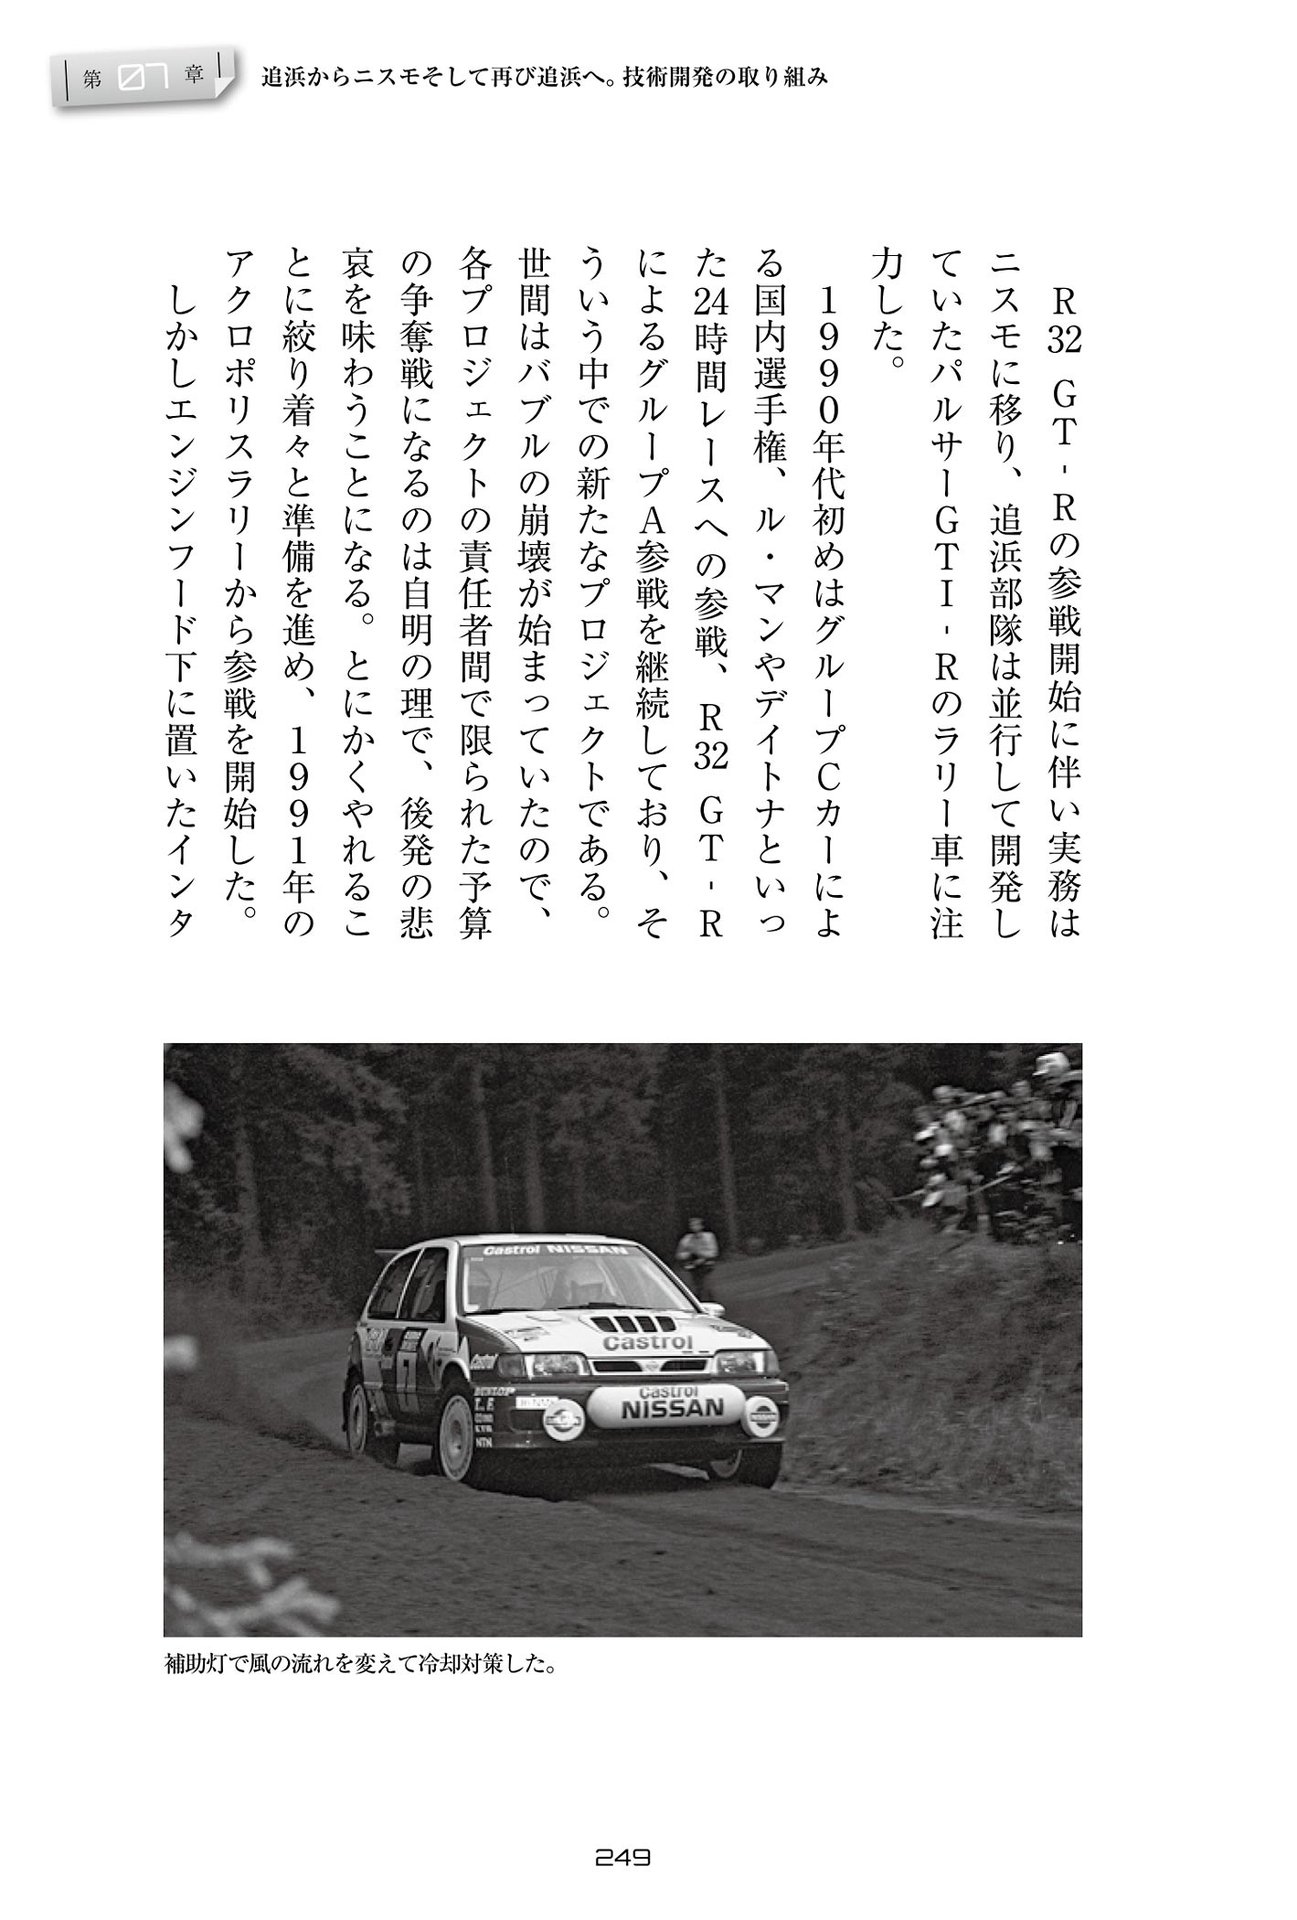 第07章
追浜からニスモそして再び追浜へ。技術開発の取り組み
R32 GT-Rの参戦開始に伴い実務は
ニスモに移り、追浜部隊は並行して開発し
ていたパルサーGTI-Rのラリー車に注
力した。
1990年代初めはグループCカーによ
る国内選手権、ル・マンやデイトナといっ
た24時間レースへの参戦、R32 GT-R
によるグループA参戦を継続しており、そ
ういう中での新たなプロジェクトである。
世間はバブルの崩壊が始まっていたので、
各プロジェクトの責任者間で限られた予算
の争奪戦になるのは自明の理で、後発の悲
哀を味わうことになる。とにかくやれるこ
とに絞り着々と準備を進め、1991年の
アクロポリスラリーから参戦を開始した。
しかしエンジンフード下に置いたインタ
Castrol NISSAN
Castrol
Castrol
7
Castrol
NISSAN
DUNLOP
NTN
補助灯で風の流れを変えて冷却対策した。
249